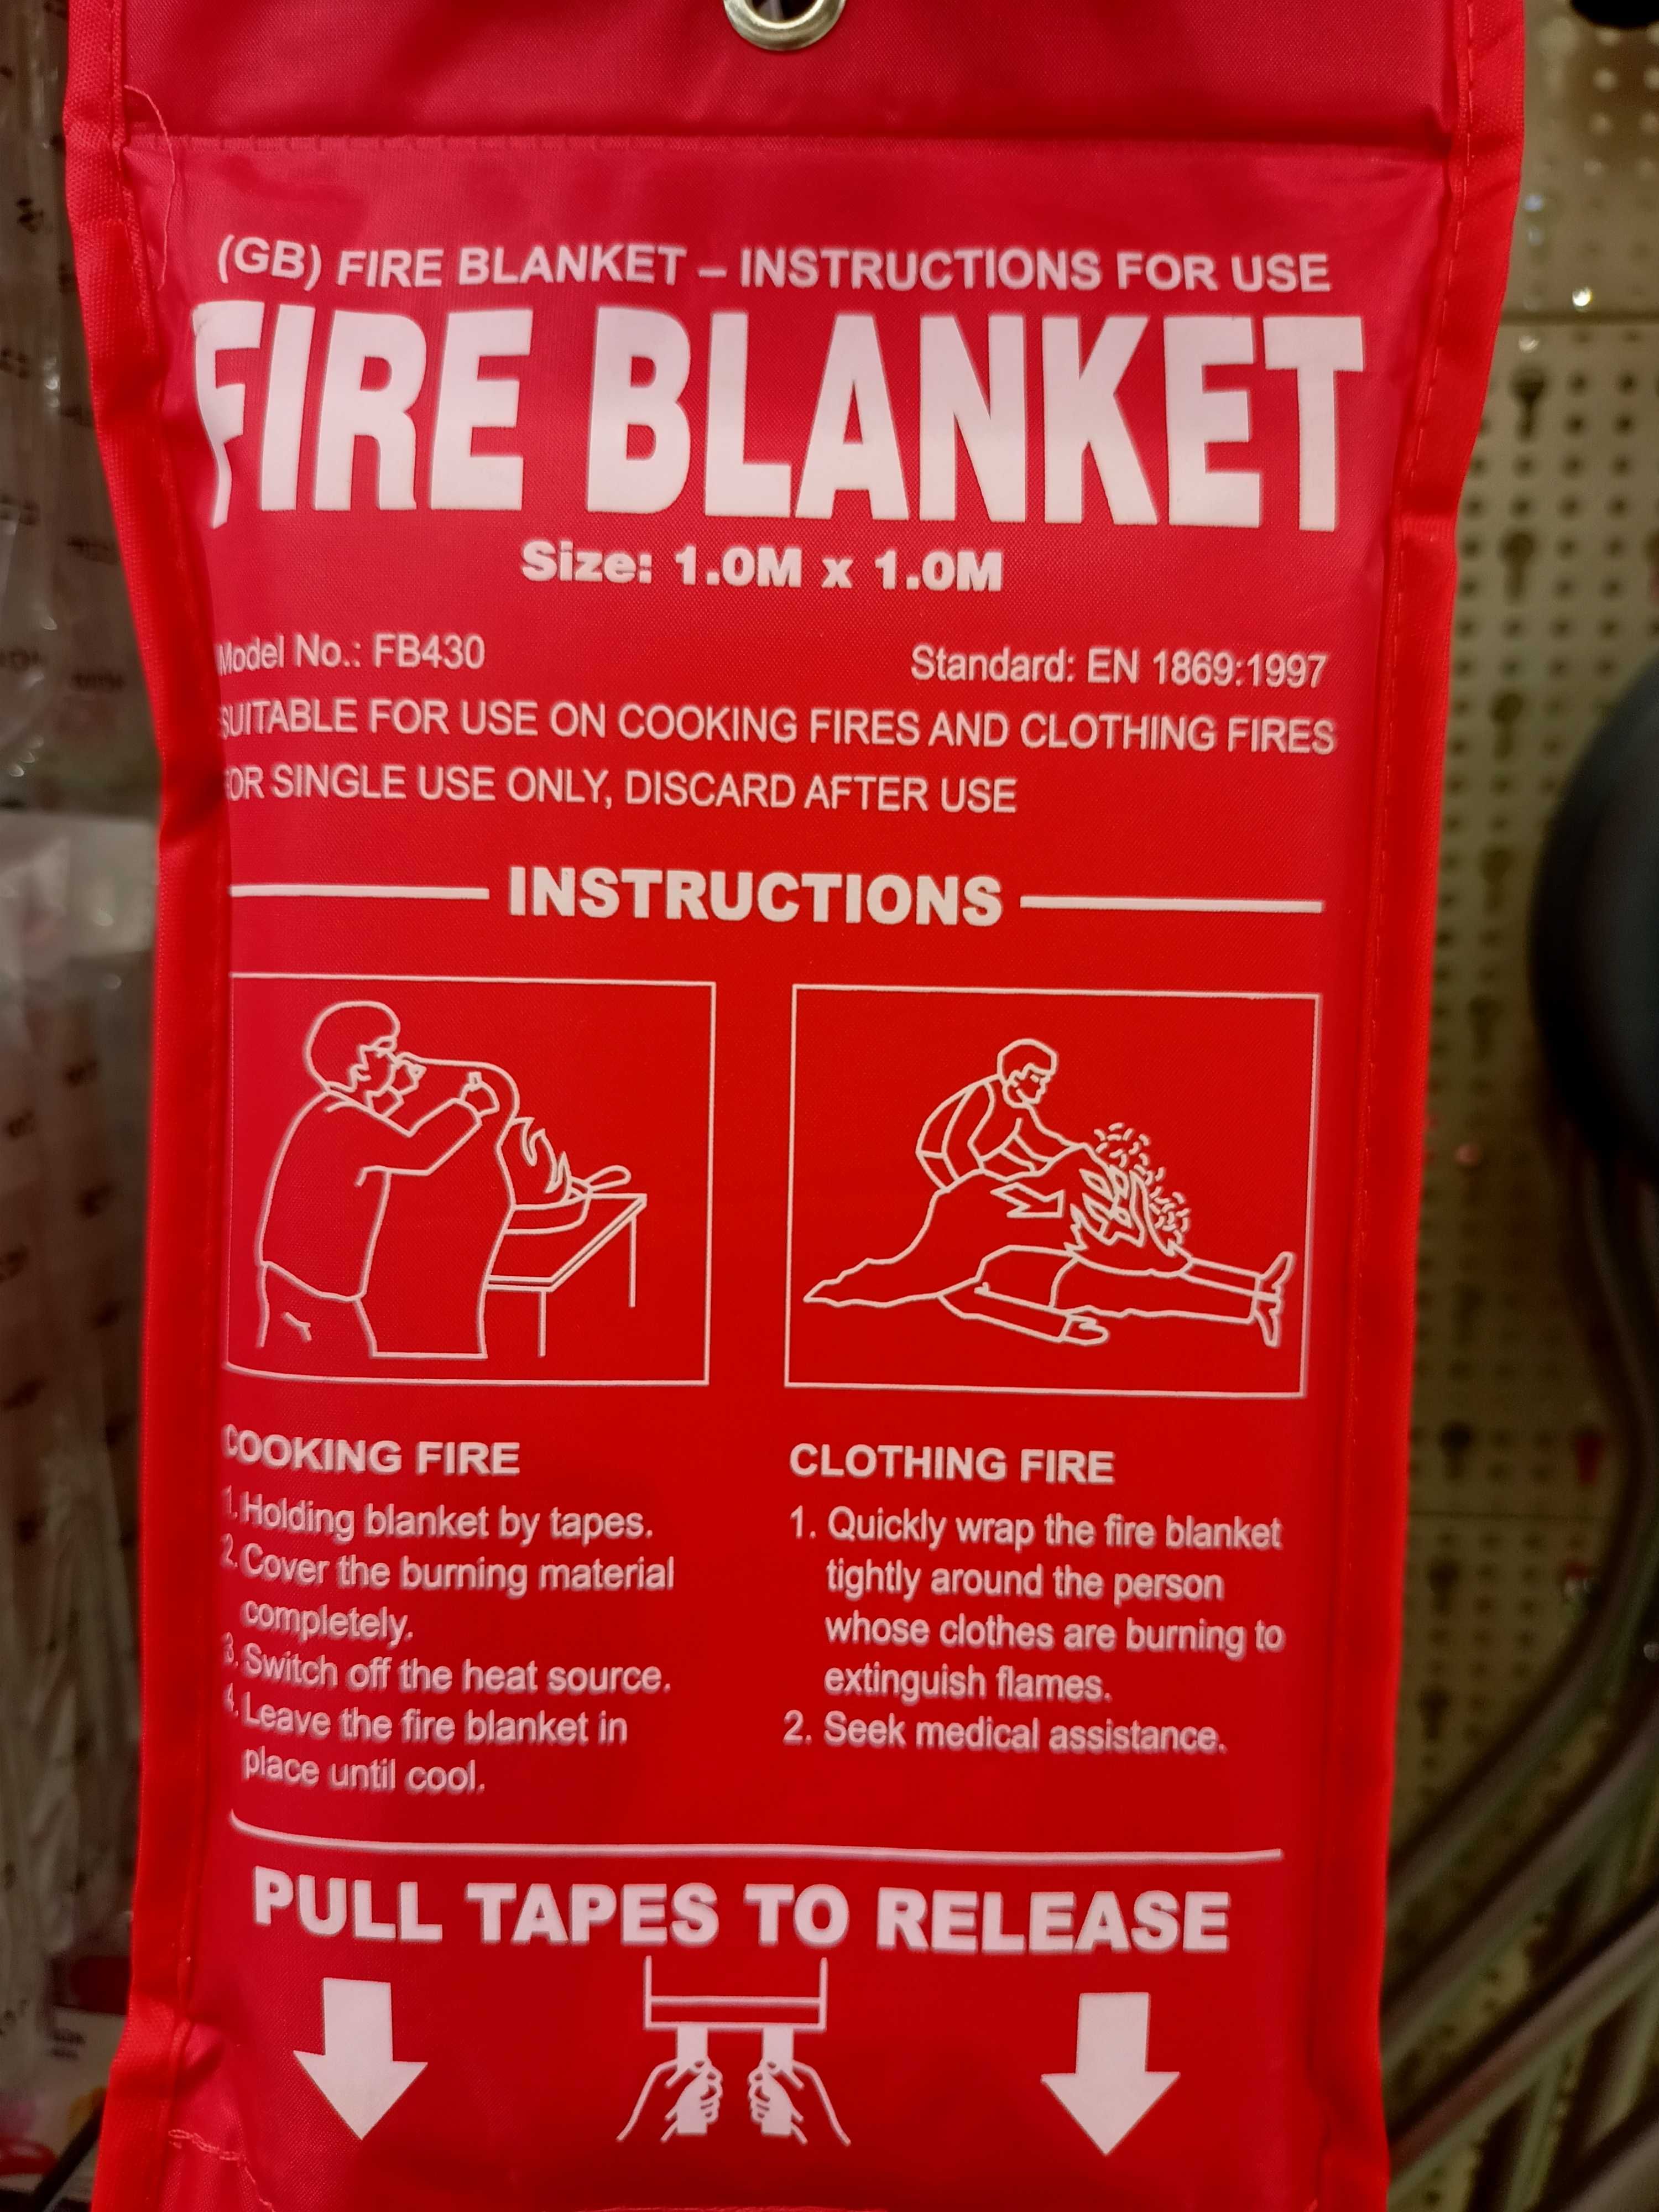 (GB) FIRE BLANKET – INSTRUCTIONS FOR USE
FIRE BLANKET
Size: 1.0M x 1.0M
Model No.: FB430
Standard: EN 1869:1997
SUITABLE FOR USE ON COOKING FIRES AND CLOTHING FIRES
FOR SINGLE USE ONLY, DISCARD AFTER USE
INSTRUCTIONS
COOKING FIRE
1. Holding blanket by tapes.
2. Cover the burning material
completely.
3. Switch off the heat source.
4. Leave the fire blanket in
place until cool.
CLOTHING FIRE
1. Quickly wrap the fire blanket
tightly around the person
whose clothes are burning to
extinguish flames.
2. Seek medical assistance.
PULL TAPES TO RELEASE